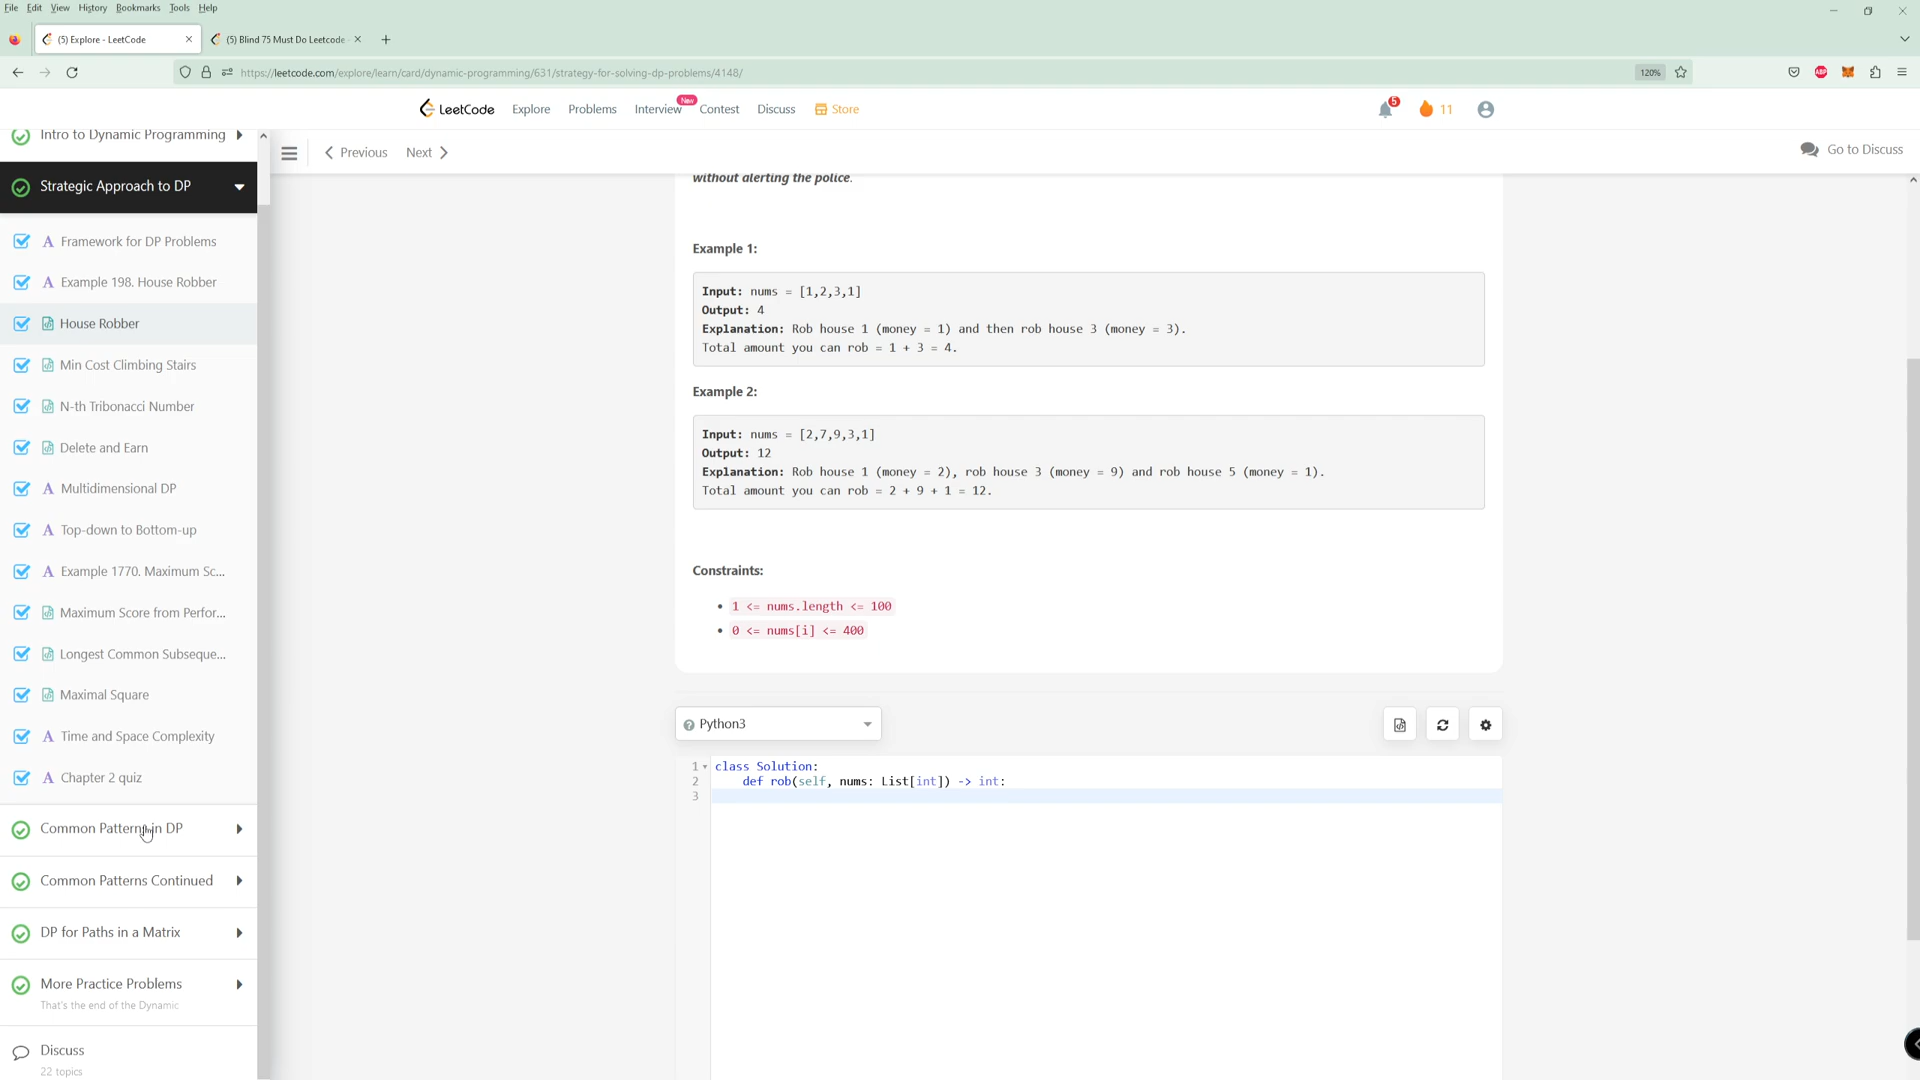 File Edit View History Bookmarks Tools Help
(5) Explore - LeetCode
(5) Blind 75 Must Do Leetcode
https://leetcode.com/explore/learn/card/dynamic-programming/631/strategy-for-solving-dp-problems/4148/
120%
ABP
LeetCode Explore Problems Interview New Contest Discuss Store
5
11
Previous Next
Go to Discuss
Intro to Dynamic Programming
Strategic Approach to DP
A Framework for DP Problems
A Example 198. House Robber
House Robber
Min Cost Climbing Stairs
N-th Tribonacci Number
Delete and Earn
A Multidimensional DP
A Top-down to Bottom-up
A Example 1770. Maximum Sc...
Maximum Score from Perfor...
Longest Common Subseque...
Maximal Square
A Time and Space Complexity
A Chapter 2 quiz
Common Patterns in DP
Common Patterns Continued
DP for Paths in a Matrix
More Practice Problems
That's the end of the Dynamic
Discuss
22 topics
without alerting the police.
Example 1:
Input: nums = [1,2,3,1]
Output: 4
Explanation: Rob house 1 (money = 1) and then rob house 3 (money = 3).
Total amount you can rob = 1 + 3 = 4.
Example 2:
Input: nums = [2,7,9,3,1]
Output: 12
Explanation: Rob house 1 (money = 2), rob house 3 (money = 9) and rob house 5 (money = 1).
Total amount you can rob = 2 + 9 + 1 = 12.
Constraints:
• 1 <= nums.length <= 100
• 0 <= nums[i] <= 400
Python3
1 class Solution:
2 def rob(self, nums: List[int]) -> int:
3